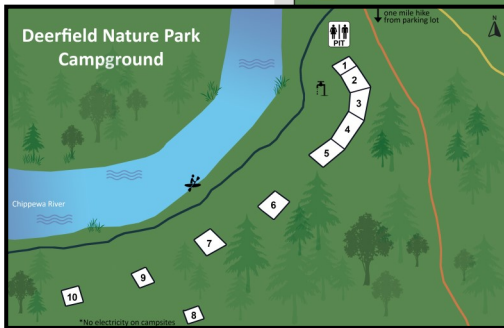 one mile hike
from parking lot
N
Deerfield Nature Park
Campground
PIT
1
2
3
4
5
6
Chippewa River
7
9
10
8
*No electricity on campsites